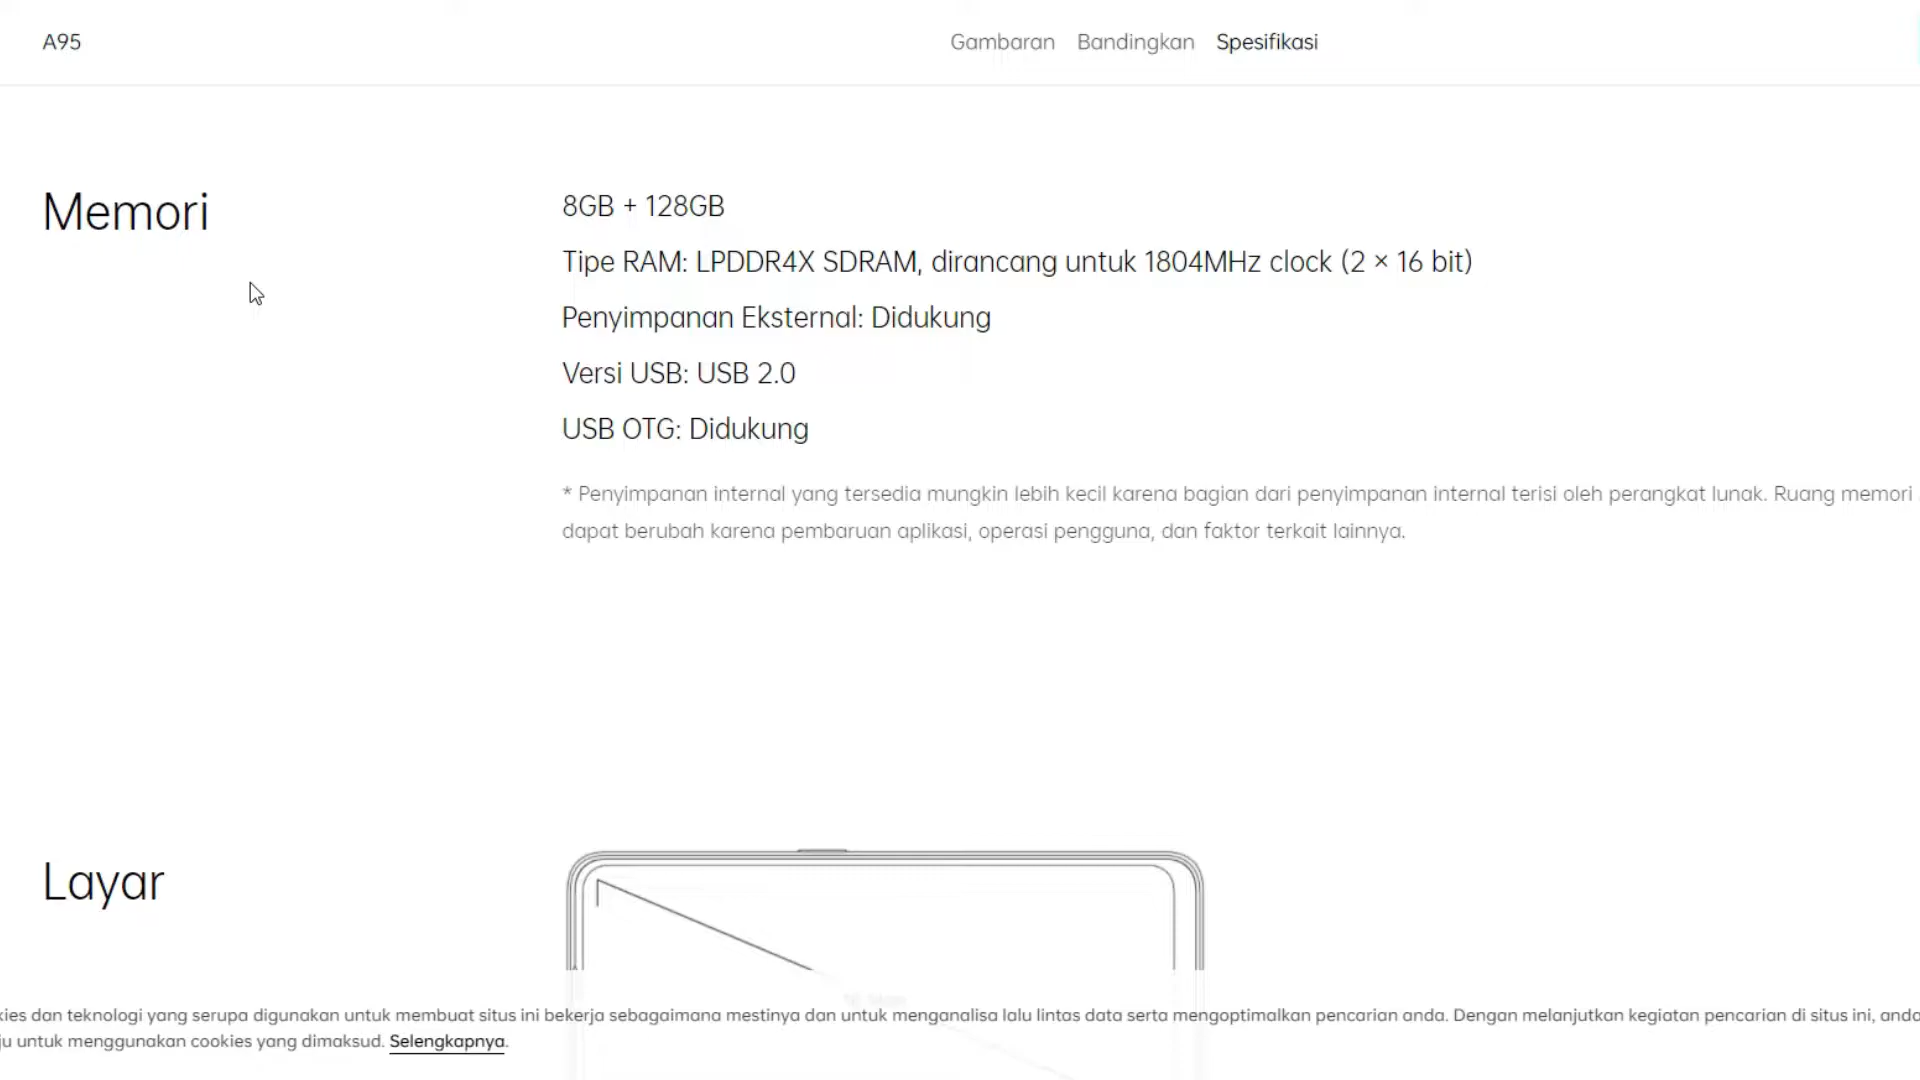 A95
Gambaran Bandingkan Spesifikasi
Memori
8GB + 128GB
Tipe RAM: LPDDR4X SDRAM, dirancang untuk 1804MHz clock (2 × 16 bit)
Penyimpanan Eksternal: Didukung
Versi USB: USB 2.0
USB OTG: Didukung
* Penyimpanan internal yang tersedia mungkin lebih kecil karena bagian dari penyimpanan internal terisi oleh perangkat lunak. Ruang memori
dapat berubah karena pembaruan aplikasi, operasi pengguna, dan faktor terkait lainnya.
Layar
kies dan teknologi yang serupa digunakan untuk membuat situs ini bekerja sebagaimana mestinya dan untuk menganalisa lalu lintas data serta mengoptimalkan pencarian anda. Dengan melanjutkan kegiatan pencarian di situs ini, anda
ju untuk menggunakan cookies yang dimaksud. Selengkapnya.